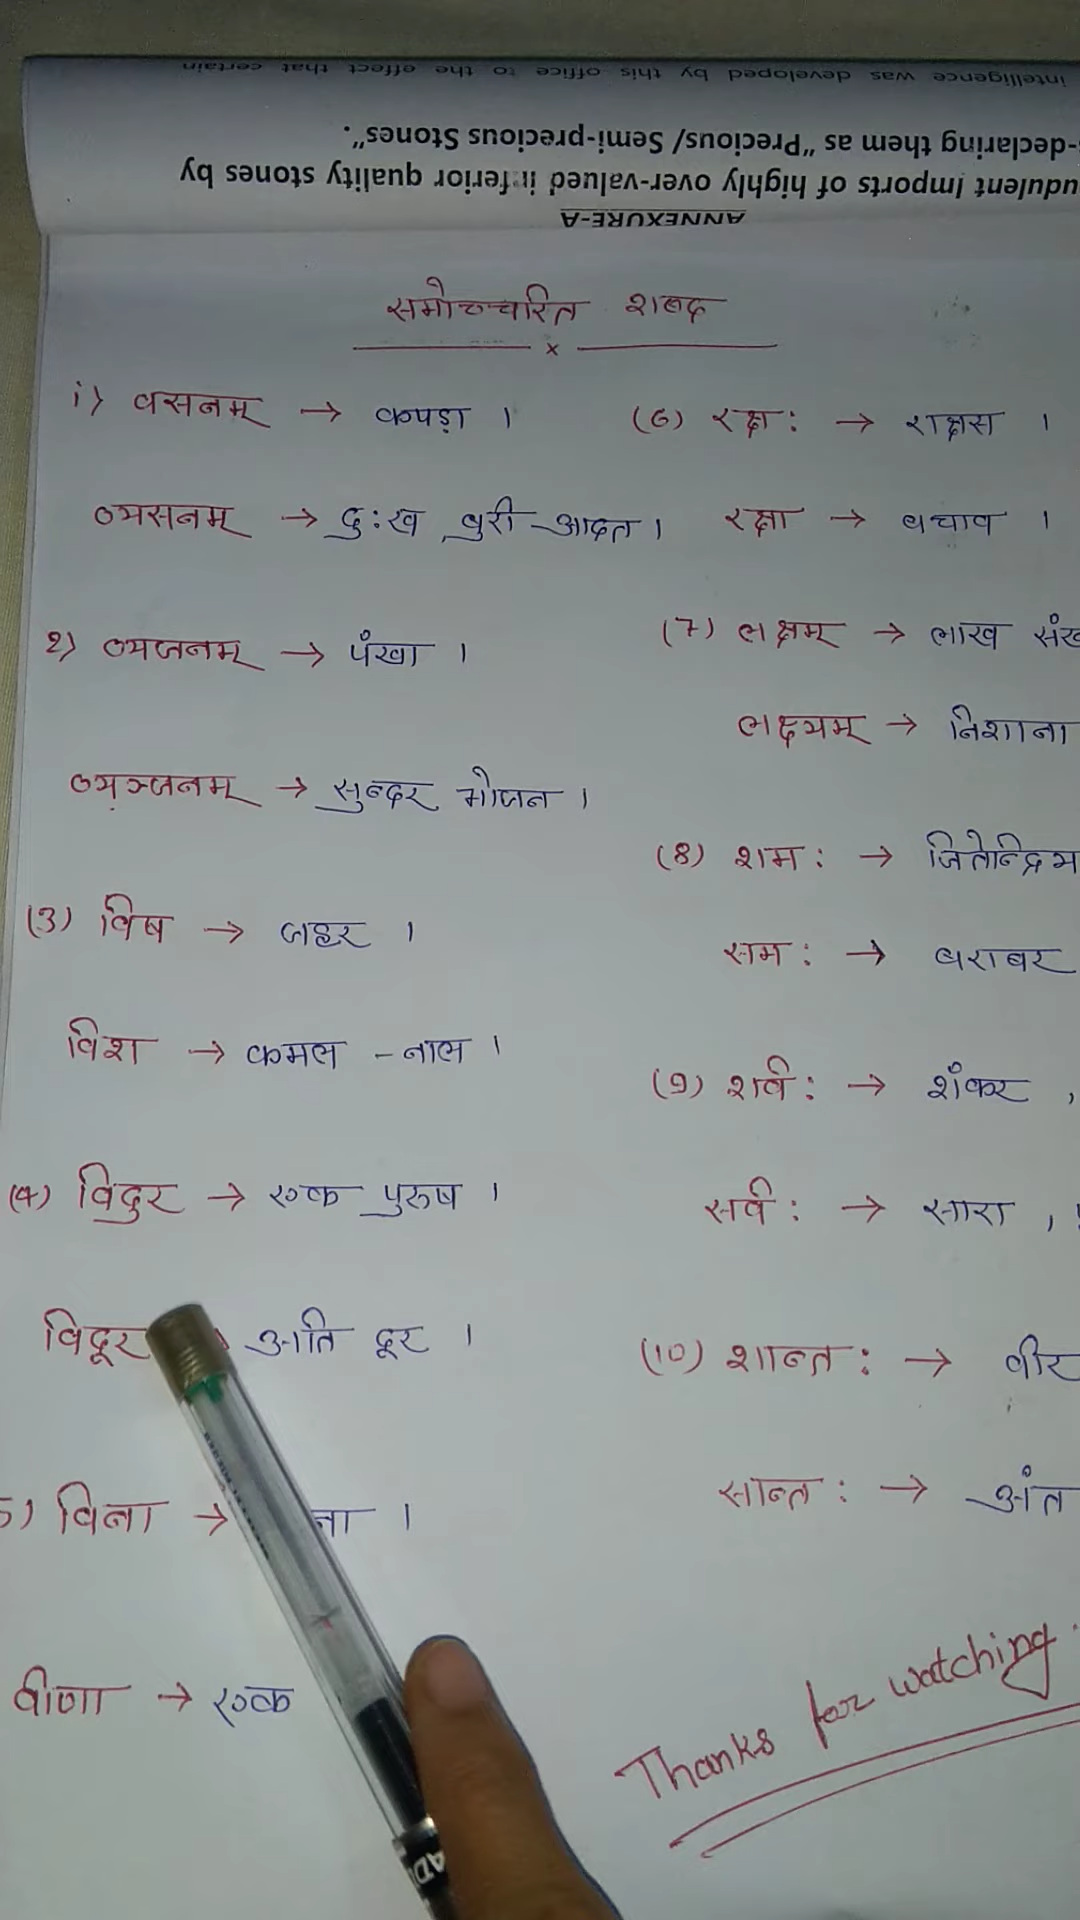 intelligence was developed by this office to the effect that certain
-declaring them as "Precious/ Semi-precious Stones".
udulent Imports of highly over-valued inferior quality stones by
ANNEXURE-A
समोच्चरित शब्द
x
i) वसनम् → कपड़ा ।
व्यसनम् → दुःख, बुरी आदत ।
२) व्यजनम् → पंखा ।
व्यञ्जनम् → सुन्दर भोजन ।
(3) विष → जहर ।
विश → कमल - नाल ।
(4) विदुर → एक पुरुष ।
विदूर अति दूर ।
5) विना → ना ।
वीणा → एक
(6) रक्षः → राक्षस ।
रक्षा → बचाव ।
(7) लक्षम् → लाख संख
लक्ष्यम् → निशाना
(8) शमः → जितेन्द्रिय
समः → बराबर
(9) शर्वः → शंकर ,
सर्वः → सारा ,
(10) शान्तः → वीर
सान्तः → अंत
Thanks for watching